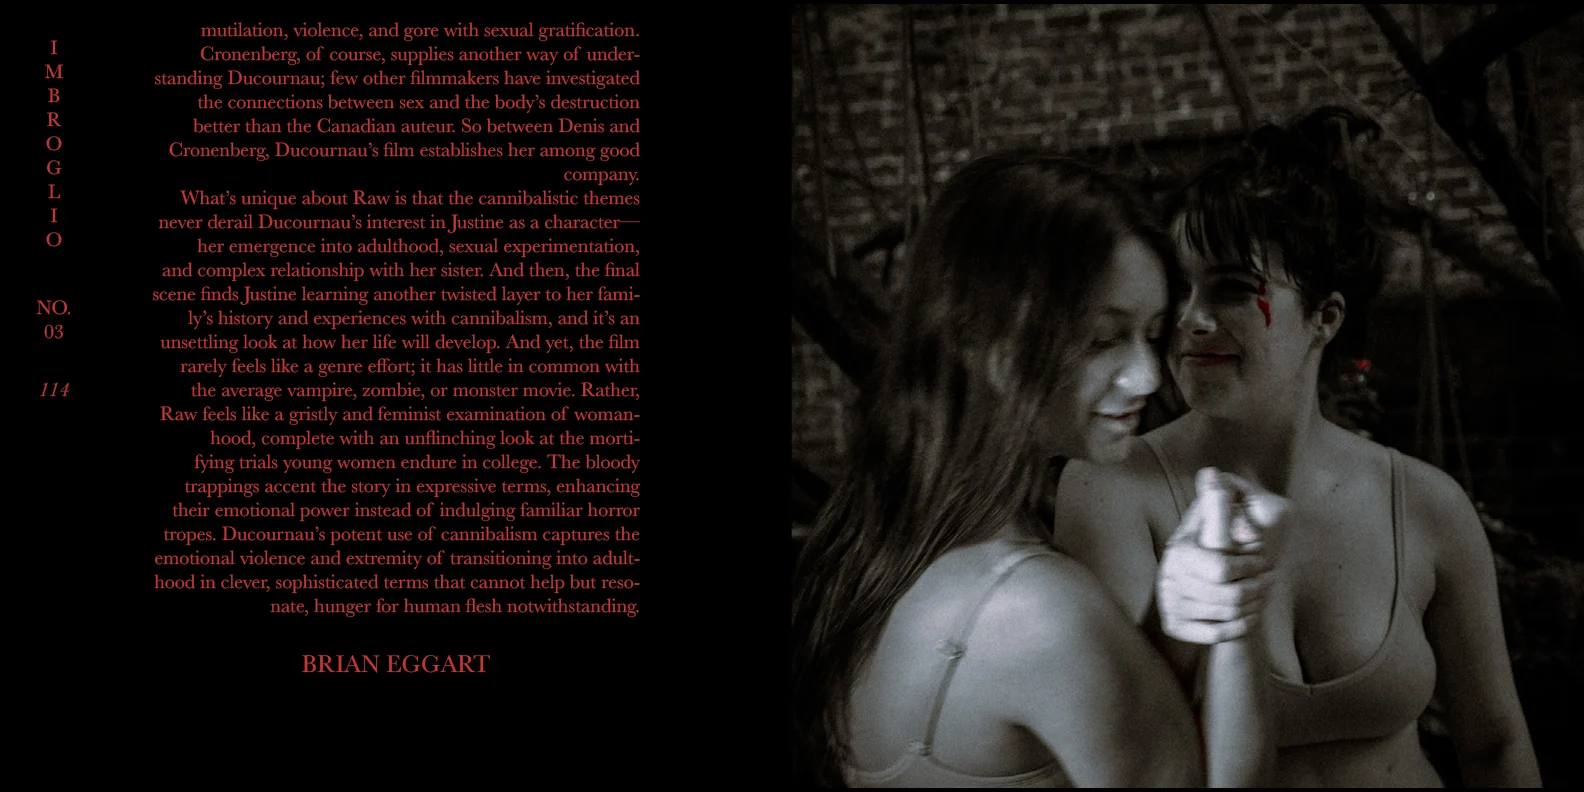 I
M
B
R
O
G
L
I
O
NO.
03
114
mutilation, violence, and gore with sexual gratification.
Cronenberg, of course, supplies another way of under-
standing Ducournau; few other filmmakers have investigated
the connections between sex and the body’s destruction
better than the Canadian auteur. So between Denis and
Cronenberg, Ducournau’s film establishes her among good
company.
What’s unique about Raw is that the cannibalistic themes
never derail Ducournau’s interest in Justine as a character—
her emergence into adulthood, sexual experimentation,
and complex relationship with her sister. And then, the final
scene finds Justine learning another twisted layer to her fami-
ly’s history and experiences with cannibalism, and it’s an
unsettling look at how her life will develop. And yet, the film
rarely feels like a genre effort; it has little in common with
the average vampire, zombie, or monster movie. Rather,
Raw feels like a gristly and feminist examination of woman-
hood, complete with an unflinching look at the morti-
fying trials young women endure in college. The bloody
trappings accent the story in expressive terms, enhancing
their emotional power instead of indulging familiar horror
tropes. Ducournau’s potent use of cannibalism captures the
emotional violence and extremity of transitioning into adult-
hood in clever, sophisticated terms that cannot help but reso-
nate, hunger for human flesh notwithstanding.
BRIAN EGGART